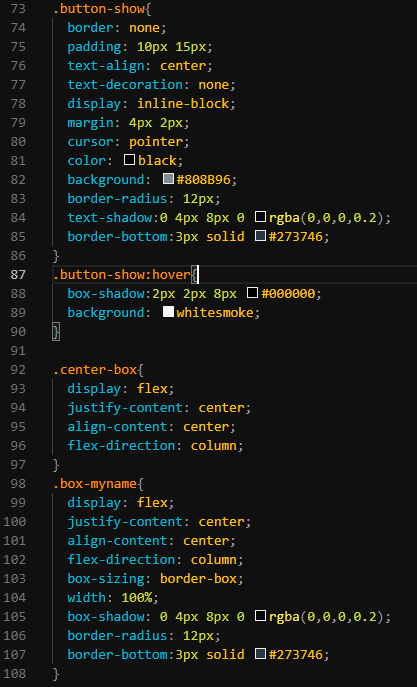 73 .button-show{
74 border: none;
75 padding: 10px 15px;
76 text-align: center;
77 text-decoration: none;
78 display: inline-block;
79 margin: 4px 2px;
80 cursor: pointer;
81 color: black;
82 background: #808B96;
83 border-radius: 12px;
84 text-shadow:0 4px 8px 0 rgba(0,0,0,0.2);
85 border-bottom:3px solid #273746;
86 }
87 .button-show:hover{
88 box-shadow:2px 2px 8px #000000;
89 background: whitesmoke;
90 }
91
92 .center-box{
93 display: flex;
94 justify-content: center;
95 align-content: center;
96 flex-direction: column;
97 }
98 .box-myname{
99 display: flex;
100 justify-content: center;
101 align-content: center;
102 flex-direction: column;
103 box-sizing: border-box;
104 width: 100%;
105 box-shadow: 0 4px 8px 0 rgba(0,0,0,0.2);
106 border-radius: 12px;
107 border-bottom:3px solid #273746;
108 }